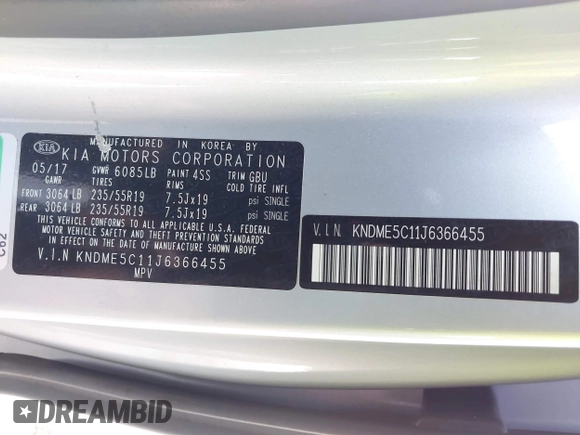 MANUFACTURED IN KOREA BY
KIA KIA MOTORS CORPORATION
05/17 GVWR 6085LB PAINT 4SS TRIM GBU
GAWR TIRES RIMS COLD TIRE INFL
FRONT 3064 LB 235/55R19 7.5Jx19 psi SINGLE
REAR 3064 LB 235/55R19 7.5Jx19 psi SINGLE
THIS VEHICLE CONFORMS TO ALL APPLICABLE U.S.A. FEDERAL
MOTOR VEHICLE SAFETY, BUMPER, AND THEFT PREVENTION
STANDARDS IN EFFECT ON THE DATE OF MANUFACTURE SHOWN ABOVE.
V.I.N KNDME5C11J6366455
MPV
V.I.N. KNDME5C11J6366455
C62
DREAMBID